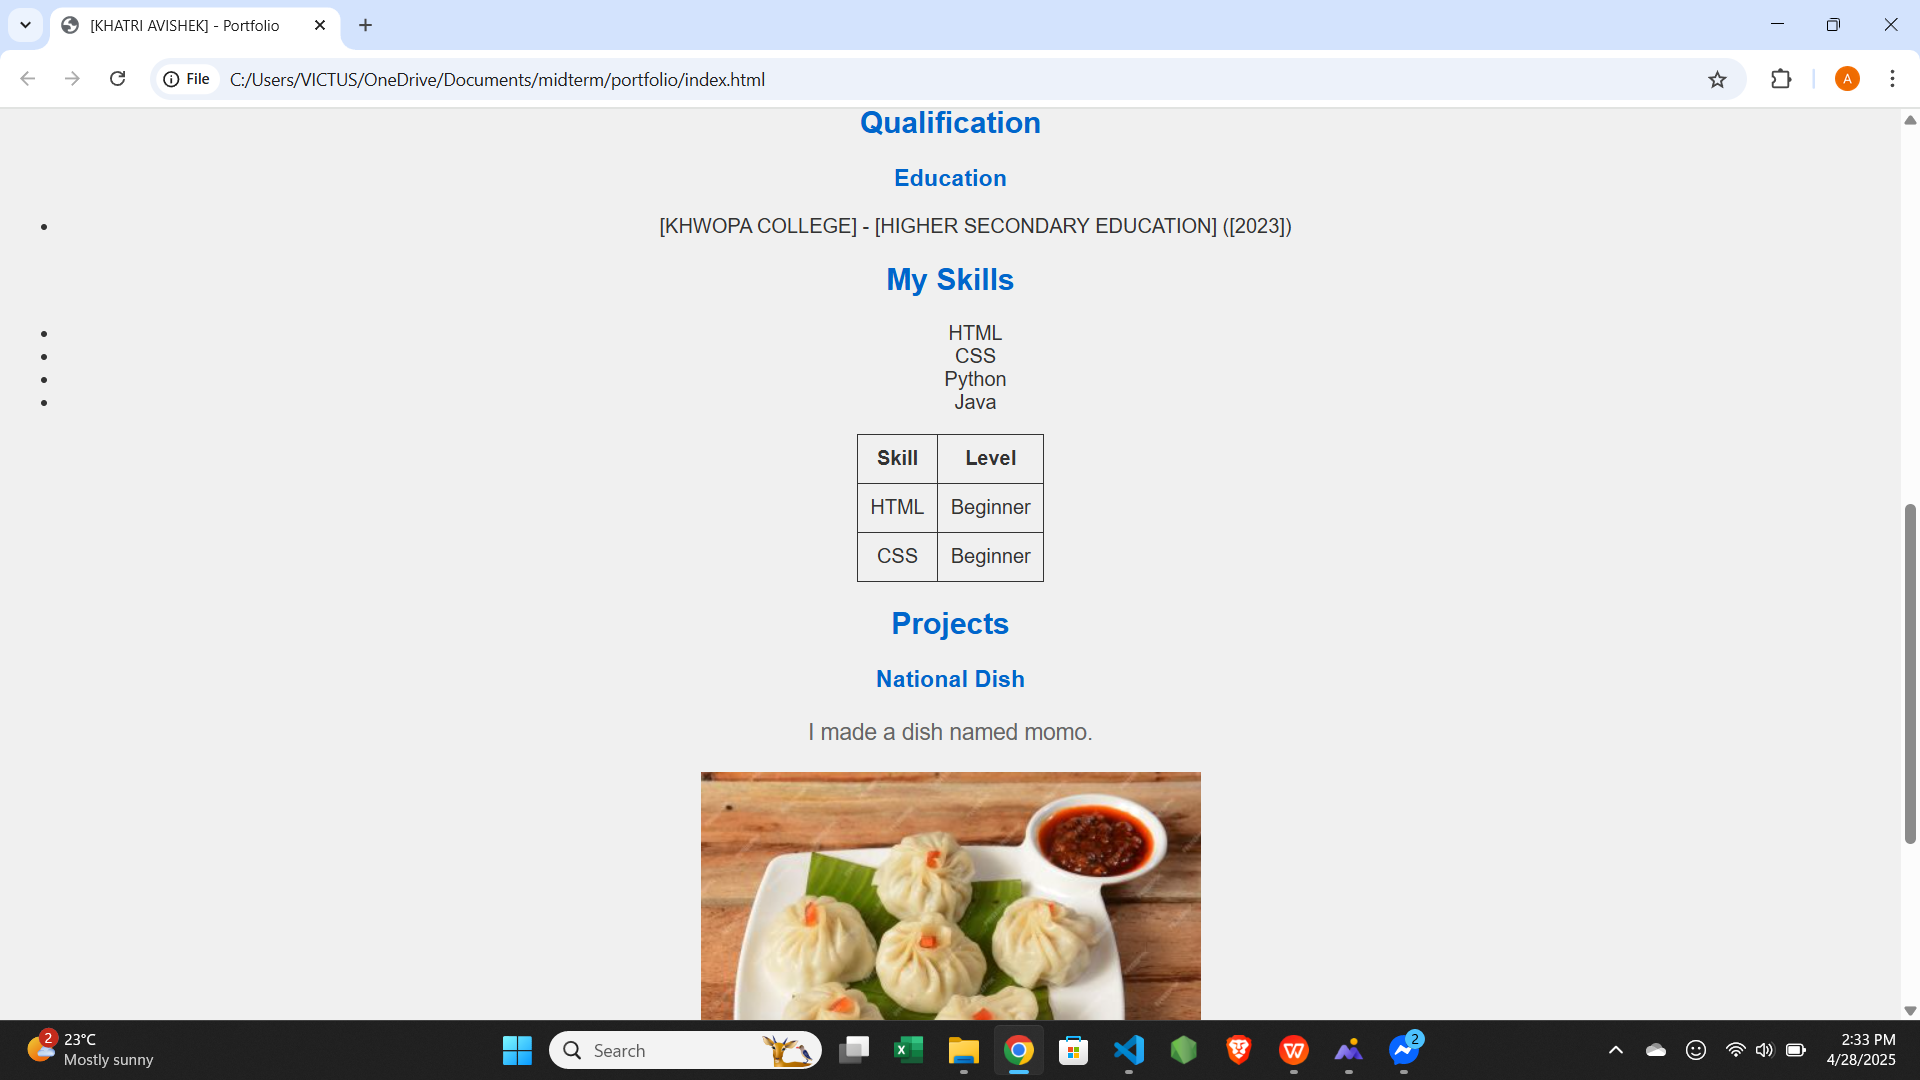 [KHATRI AVISHEK] - Portfolio
File
C:/Users/VICTUS/OneDrive/Documents/midterm/portfolio/index.html
A
Qualification
Education
[KHWOPA COLLEGE] - [HIGHER SECONDARY EDUCATION] ([2023])
My Skills
HTML
CSS
Python
Java
Skill Level
HTML Beginner
CSS Beginner
Projects
National Dish
I made a dish named momo.
2
23°C
Mostly sunny
Search
2
2:33 PM
4/28/2025